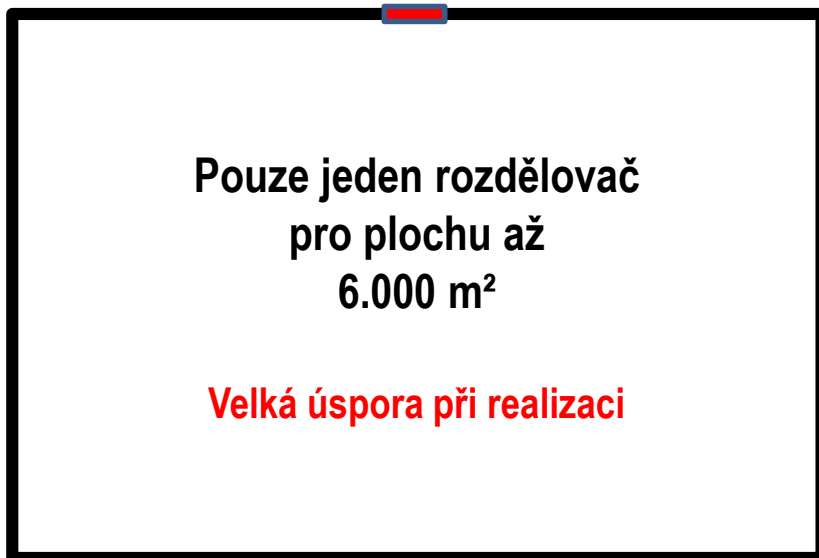 Pouze jeden rozdělovač
pro plochu až
6.000 m²
Velká úspora při realizaci